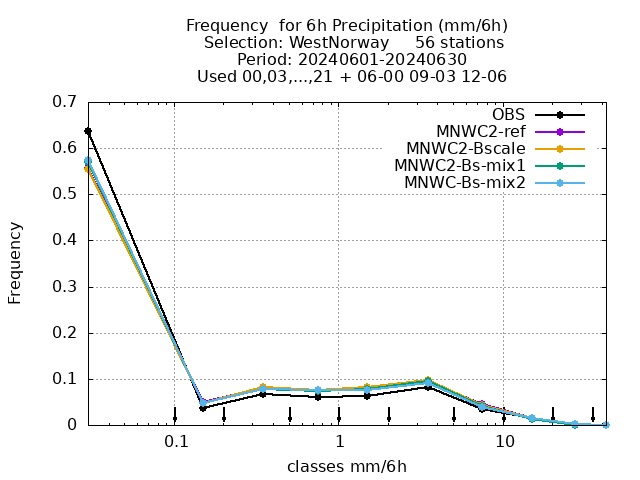 Frequency  for 6h Precipitation (mm/6h)
Selection: WestNorway     56 stations
Period: 20240601-20240630
Used 00,03,...,21 + 06-00 09-03 12-06
OBS
MNWC2-ref
MNWC2-Bscale
MNWC2-Bs-mix1
MNWC-Bs-mix2
0.7
0.6
0.5
0.4
0.3
0.2
0.1
0
Frequency
0.1
1
10
classes mm/6h